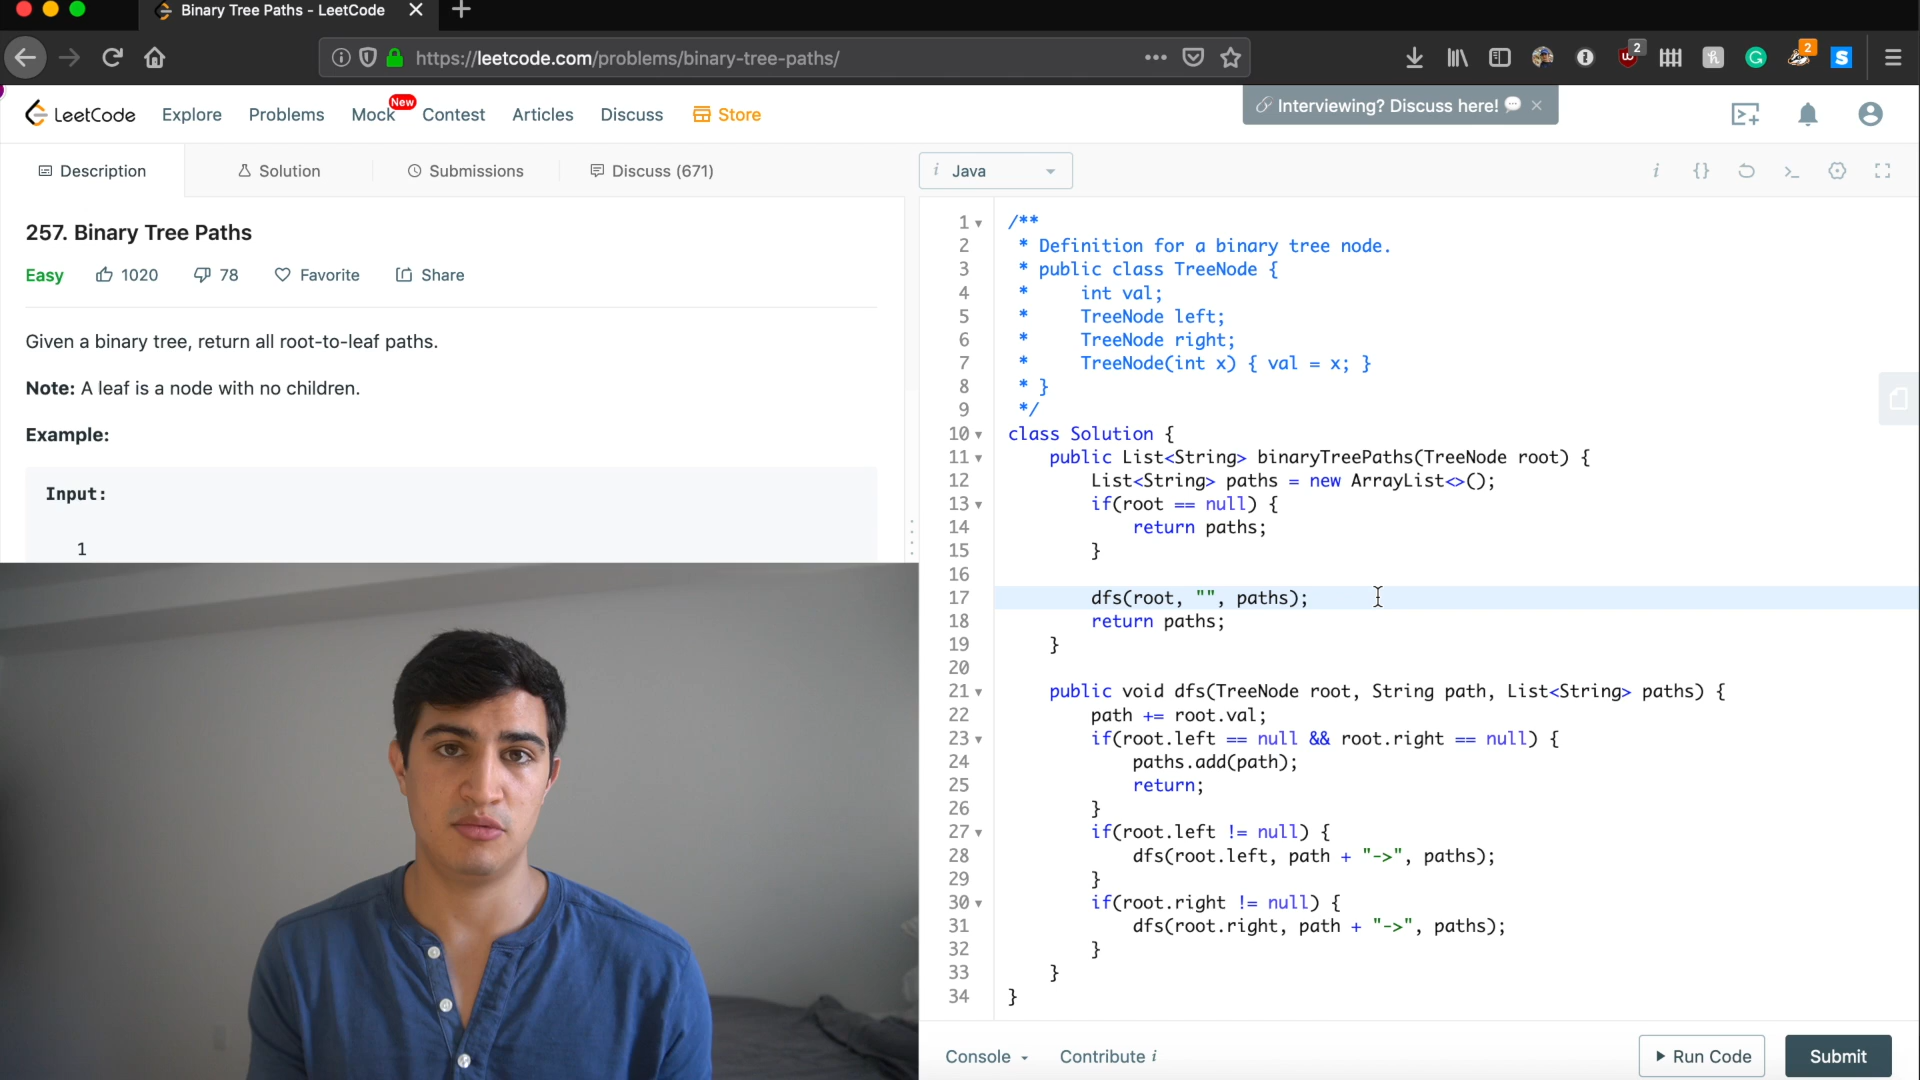 Binary Tree Paths - LeetCode
https://leetcode.com/problems/binary-tree-paths/
2
2
LeetCode
Explore
Problems
Mock
New
Contest
Articles
Discuss
Store
Interviewing? Discuss here!
Description
Solution
Submissions
Discuss (671)
257. Binary Tree Paths
Easy
1020
78
Favorite
Share
Given a binary tree, return all root-to-leaf paths.
Note: A leaf is a node with no children.
Example:
Input:
1
i Java
1 /**
2 * Definition for a binary tree node.
3 * public class TreeNode {
4 * int val;
5 * TreeNode left;
6 * TreeNode right;
7 * TreeNode(int x) { val = x; }
8 * }
9 */
10 class Solution {
11 public List<String> binaryTreePaths(TreeNode root) {
12 List<String> paths = new ArrayList<>();
13 if(root == null) {
14 return paths;
15 }
16
17 dfs(root, "", paths);
18 return paths;
19 }
20
21 public void dfs(TreeNode root, String path, List<String> paths) {
22 path += root.val;
23 if(root.left == null && root.right == null) {
24 paths.add(path);
25 return;
26 }
27 if(root.left != null) {
28 dfs(root.left, path + "->", paths);
29 }
30 if(root.right != null) {
31 dfs(root.right, path + "->", paths);
32 }
33 }
34 }
Console
Contribute i
Run Code
Submit